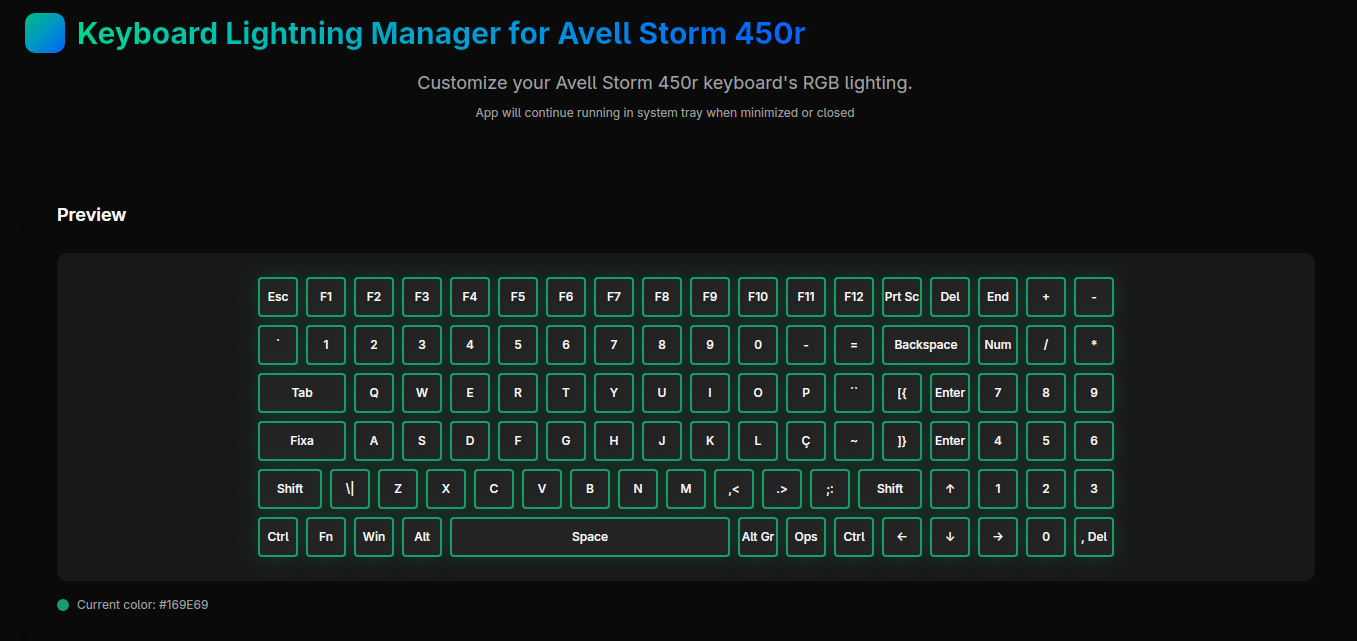 Keyboard Lightning Manager for Avell Storm 450r
Customize your Avell Storm 450r keyboard's RGB lighting.
App will continue running in system tray when minimized or closed
Preview
Esc F1 F2 F3 F4 F5 F6 F7 F8 F9 F10 F11 F12 Prt Sc Del End + -
` 1 2 3 4 5 6 7 8 9 0 - = Backspace Num / *
Tab Q W E R T Y U I O P ´` [{ Enter 7 8 9
Fixa A S D F G H J K L Ç ~ ]} Enter 4 5 6
Shift \| Z X C V B N M ,< .> ;: Shift ↑ 1 2 3
Ctrl Fn Win Alt Space Alt Gr Ops Ctrl ← ↓ → 0 , Del
Current color: #169E69